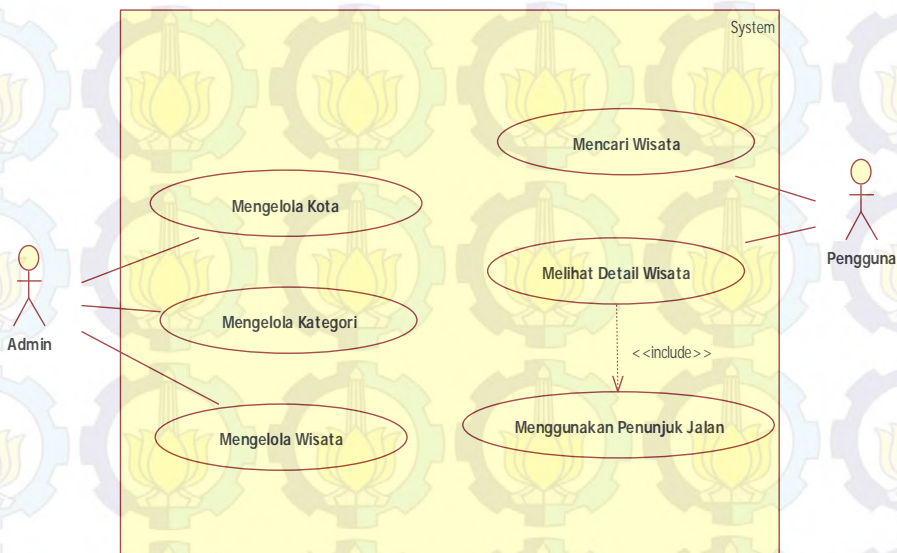 System
Mencari Wisata
Mengelola Kota
Pengguna
Melihat Detail Wisata
Mengelola Kategori
Admin
<<include>>
Menggunakan Penunjuk Jalan
Mengelola Wisata